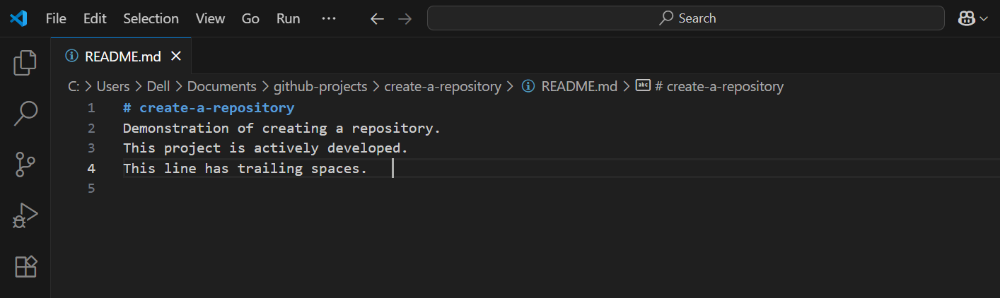 File Edit Selection View Go Run ··· Search
README.md
C: > Users > Dell > Documents > github-projects > create-a-repository > README.md > abc # create-a-repository
1 # create-a-repository
2 Demonstration of creating a repository.
3 This project is actively developed.
4 This line has trailing spaces.
5